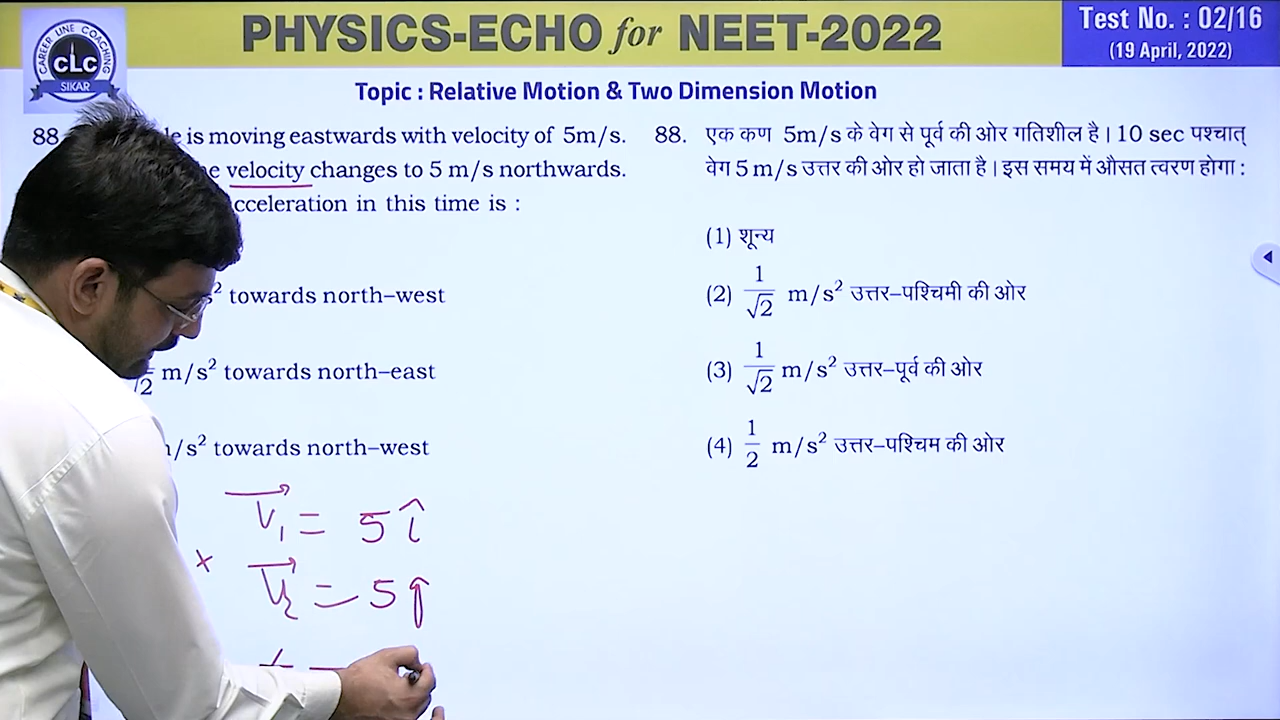 CAREER LINE COACHING
CLC
SIKAR
PHYSICS-ECHO for NEET-2022
Test No. : 02/16
(19 April, 2022)
Topic : Relative Motion & Two Dimension Motion
88
is moving eastwards with velocity of 5m/s.
velocity changes to 5 m/s northwards.
acceleration in this time is :
towards north–west
m/s² towards north–east
m/s² towards north–west
88. एक कण 5m/s के वेग से पूर्व की ओर गतिशील है। 10 sec पश्चात्
वेग 5 m/s उत्तर की ओर हो जाता है। इस समय में औसत त्वरण होगा :
(1) शून्य
(2) 1/√2 m/s² उत्तर–पश्चिमी की ओर
(3) 1/√2 m/s² उत्तर–पूर्व की ओर
(4) 1/2 m/s² उत्तर–पश्चिम की ओर
V₁ = 5î
V₂ = 5ĵ